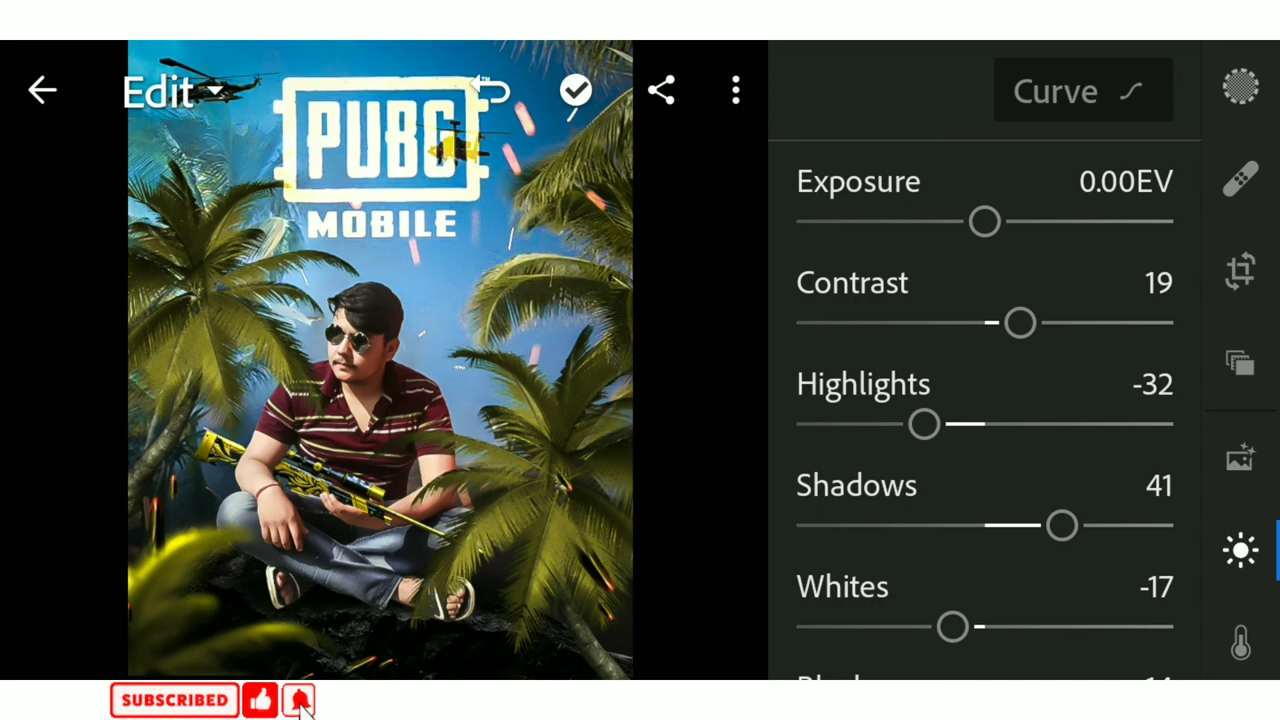 Edit
PUBG
MOBILE
Curve
Exposure 0.00EV
Contrast 19
Highlights -32
Shadows 41
Whites -17
SUBSCRIBED